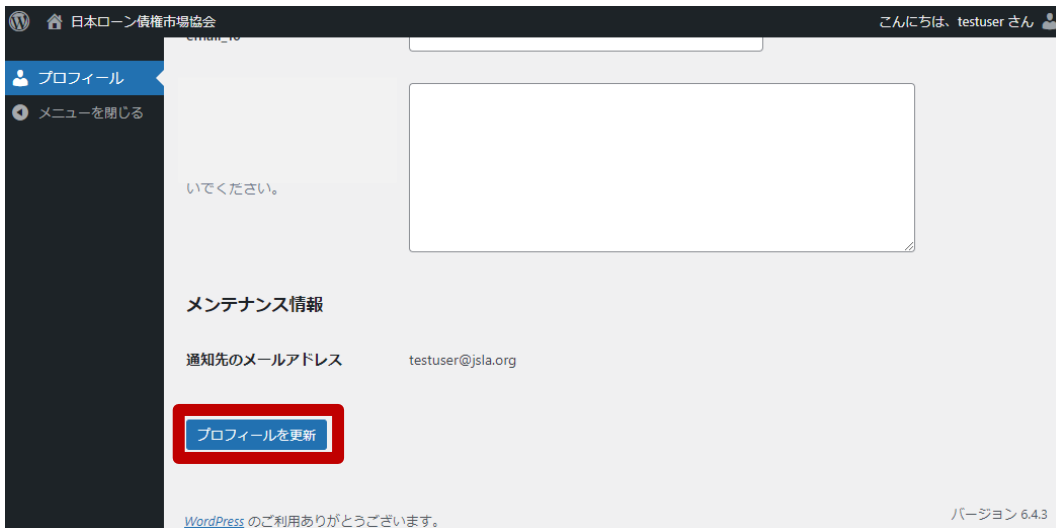 日本ローン債権市場協会
こんにちは、testuser さん
プロフィール
メニューを閉じる
いでください。
メンテナンス情報
通知先のメールアドレス
testuser@jsla.org
プロフィールを更新
WordPress のご利用ありがとうございます。
バージョン 6.4.3